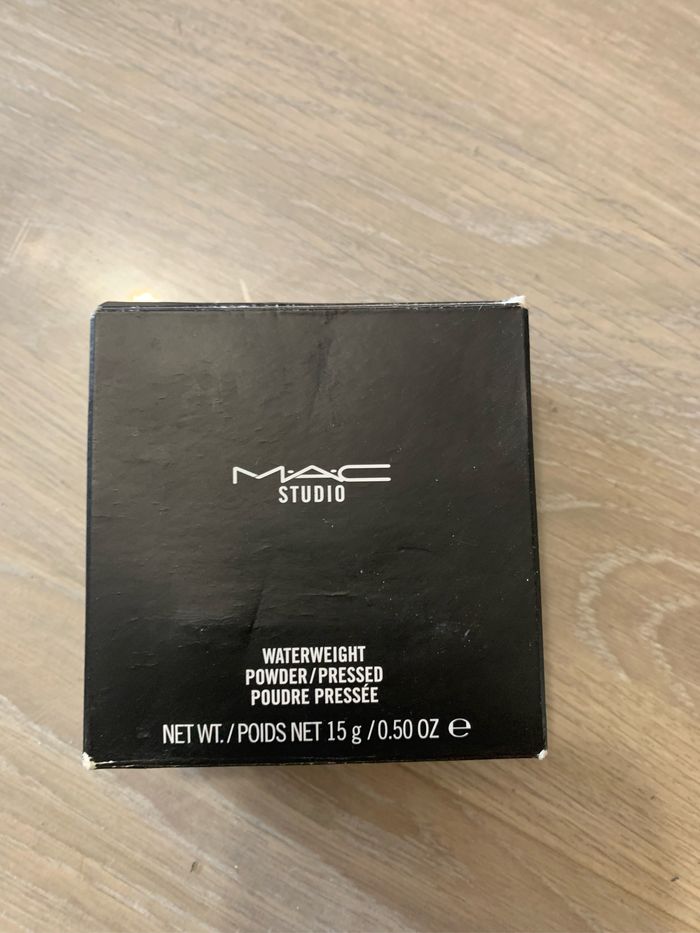 M·A·C
STUDIO
WATERWEIGHT
POWDER/PRESSED
POUDRE PRESSÉE
NET WT./POIDS NET 15 g/0.50 OZ ℮